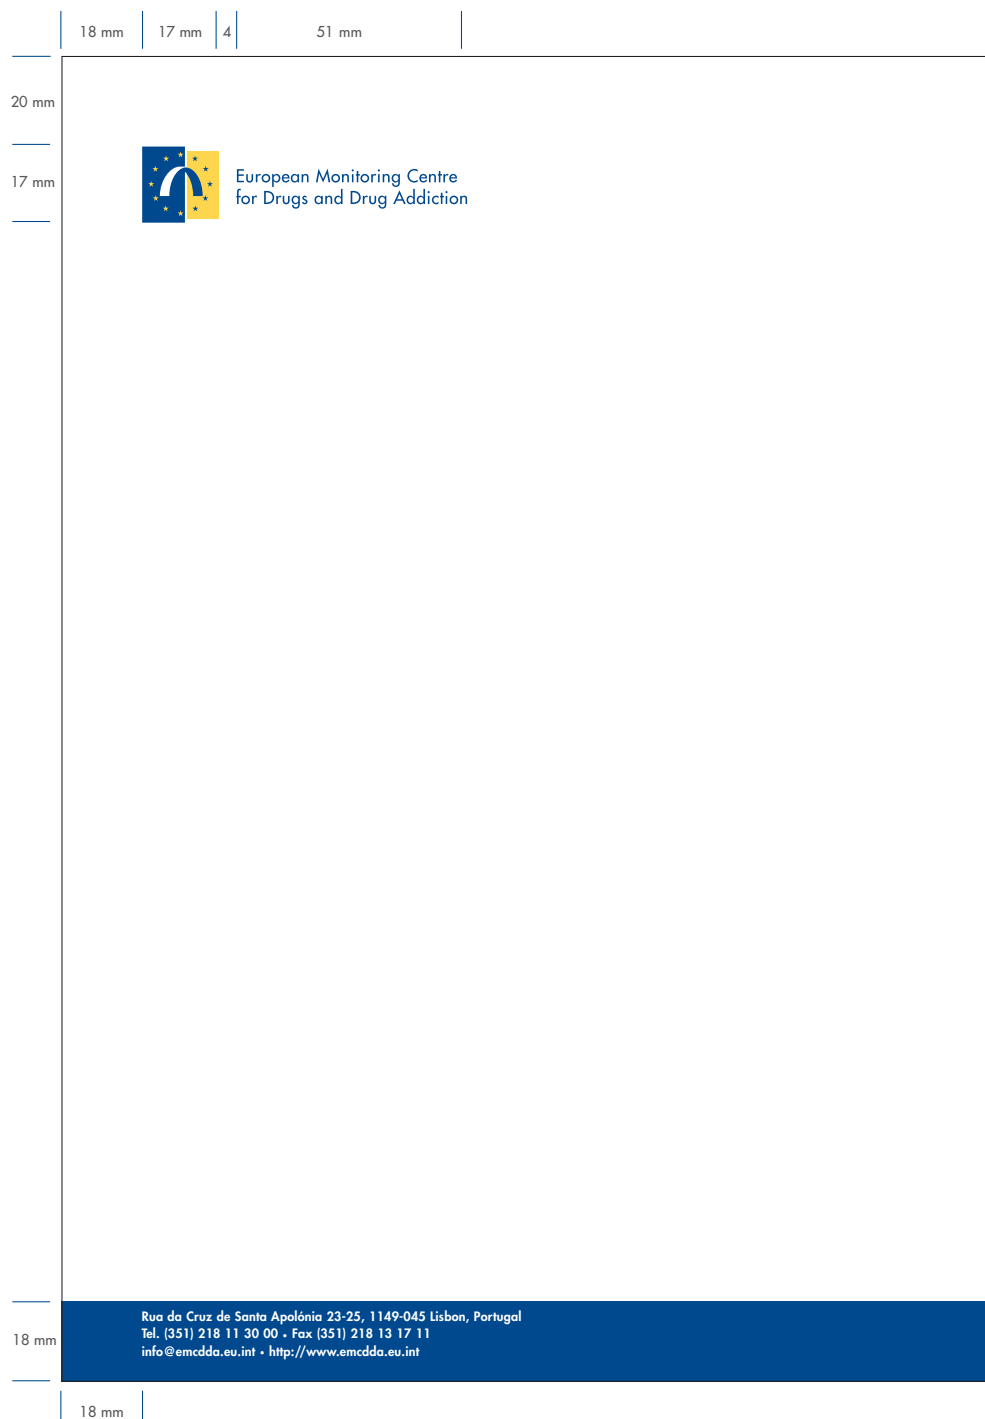 18 mm 17 mm 4 51 mm
20 mm
17 mm
European Monitoring Centre
for Drugs and Drug Addiction
Rua da Cruz de Santa Apolónia 23-25, 1149-045 Lisbon, Portugal
Tel. (351) 218 11 30 00 • Fax (351) 218 13 17 11
18 mm
info@emcdda.eu.int • http://www.emcdda.eu.int
18 mm